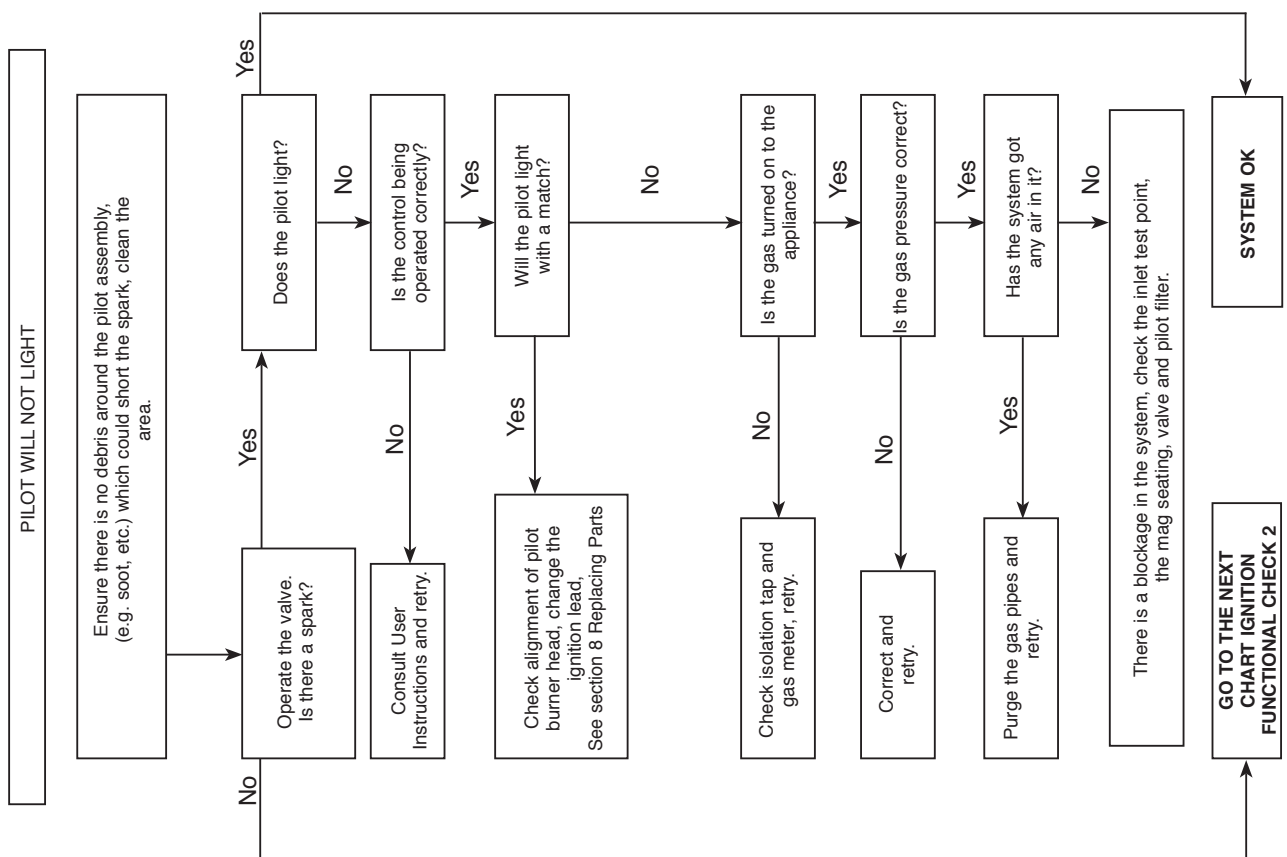 PILOT WILL NOT LIGHT
Ensure there is no debris around the pilot assembly,
(e.g. soot, etc.) which could short the spark, clean the
area.
Operate the valve.
Is there a spark?
Yes
No
Does the pilot light?
Yes
No
Is the control being
operated correctly?
No
Consult User
Instructions and retry.
Yes
Will the pilot light
with a match?
Yes
Check alignment of pilot
burner head, change the
ignition lead,
See section 8 Replacing Parts
No
Is the gas turned on to the
appliance?
No
Check isolation tap and
gas meter, retry.
Yes
Is the gas pressure correct?
No
Correct and
retry.
Yes
Has the system got
any air in it?
Yes
Purge the gas pipes and
retry.
No
There is a blockage in the system, check the inlet test point,
the mag seating, valve and pilot filter.
GO TO THE NEXT
CHART IGNITION
FUNCTIONAL CHECK 2
SYSTEM OK